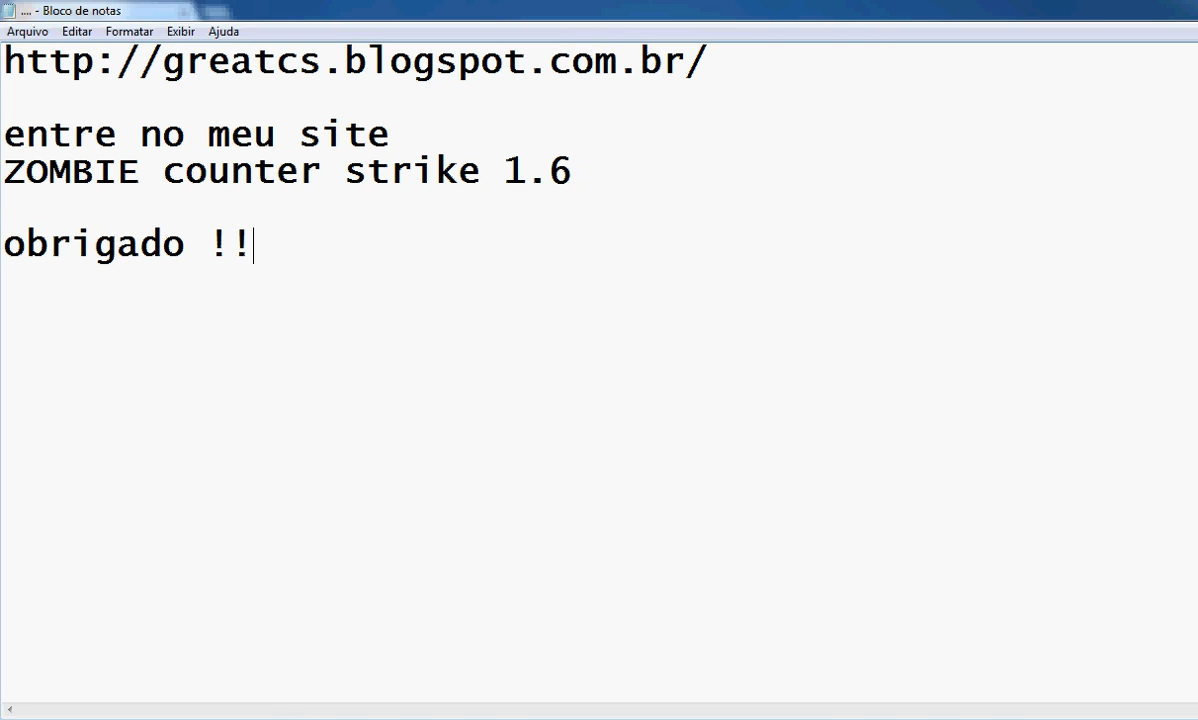 .... - Bloco de notas
Arquivo Editar Formatar Exibir Ajuda
http://greatcs.blogspot.com.br/
entre no meu site
ZOMBIE counter strike 1.6
obrigado !!